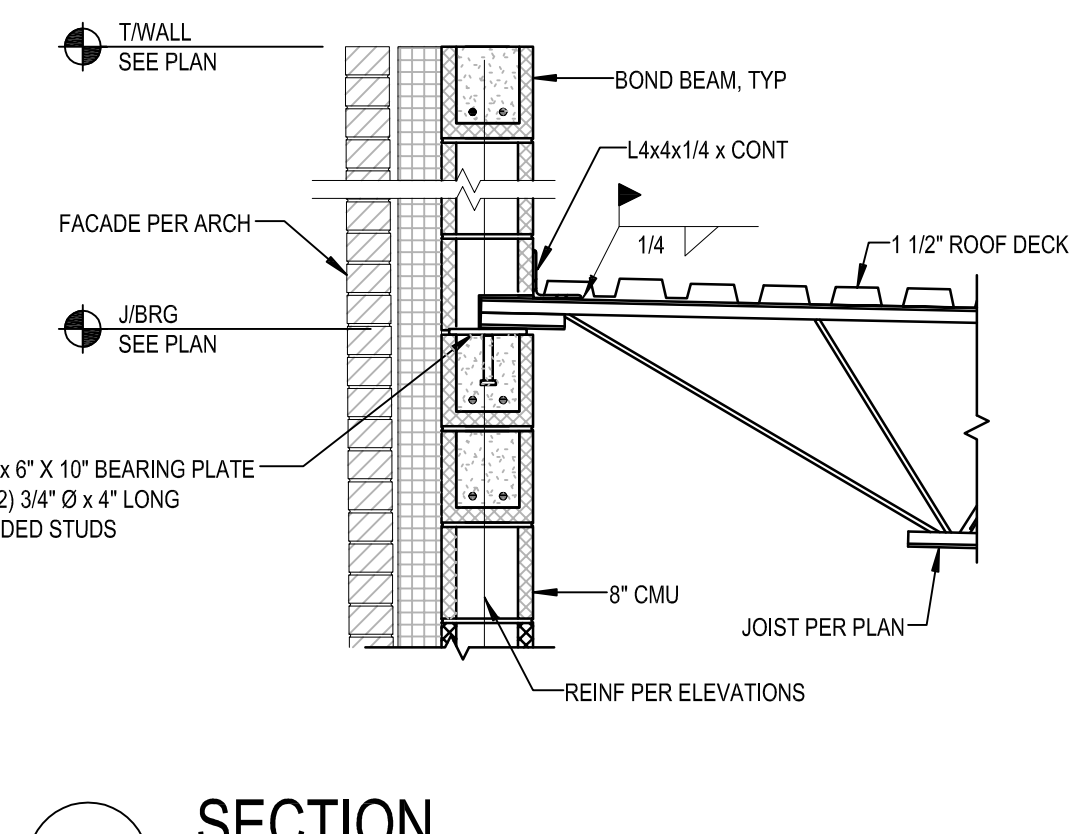 T/WALL
SEE PLAN
BOND BEAM, TYP
L4x4x1/4 x CONT
FACADE PER ARCH
1/4
1 1/2" ROOF DECK
J/BRG
SEE PLAN
x 6" X 10" BEARING PLATE
2) 3/4" Ø x 4" LONG
DED STUDS
8" CMU
JOIST PER PLAN
REINF PER ELEVATIONS
SECTION